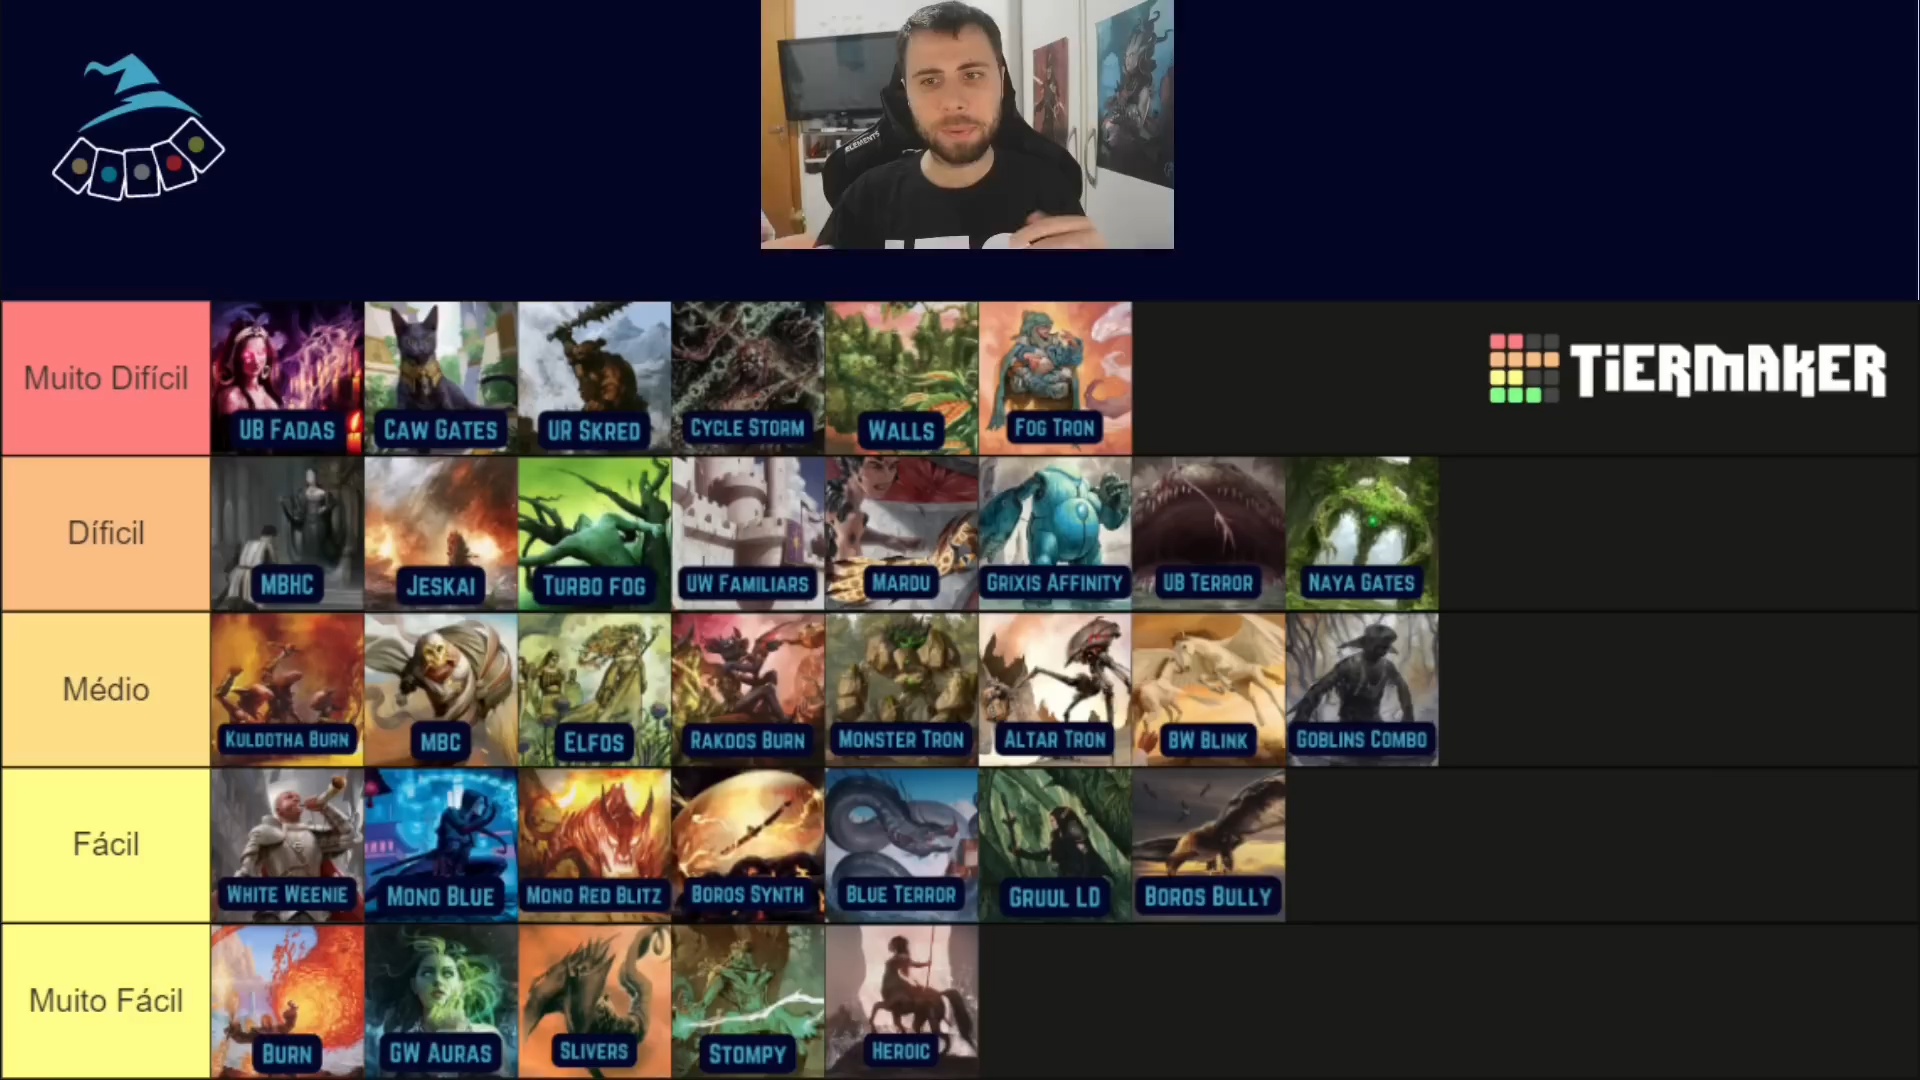 ELEMENTS
Muito Difícil
UB FADAS
CAW GATES
UR SKRED
CYCLE STORM
WALLS
FOG TRON
TIERMAKER
Díficil
MBHC
JESKAI
TURBO FOG
UW FAMILIARS
MARDU
GRIXIS AFFINITY
UB TERROR
NAYA GATES
Médio
KULDOTHA BURN
MBC
ELFOS
RAKDOS BURN
MONSTER TRON
ALTAR TRON
BW BLINK
GOBLINS COMBO
Fácil
WHITE WEENIE
MONO BLUE
MONO RED BLITZ
BOROS SYNTH
BLUE TERROR
GRUUL LD
BOROS BULLY
Muito Fácil
BURN
GW AURAS
SLIVERS
STOMPY
HEROIC